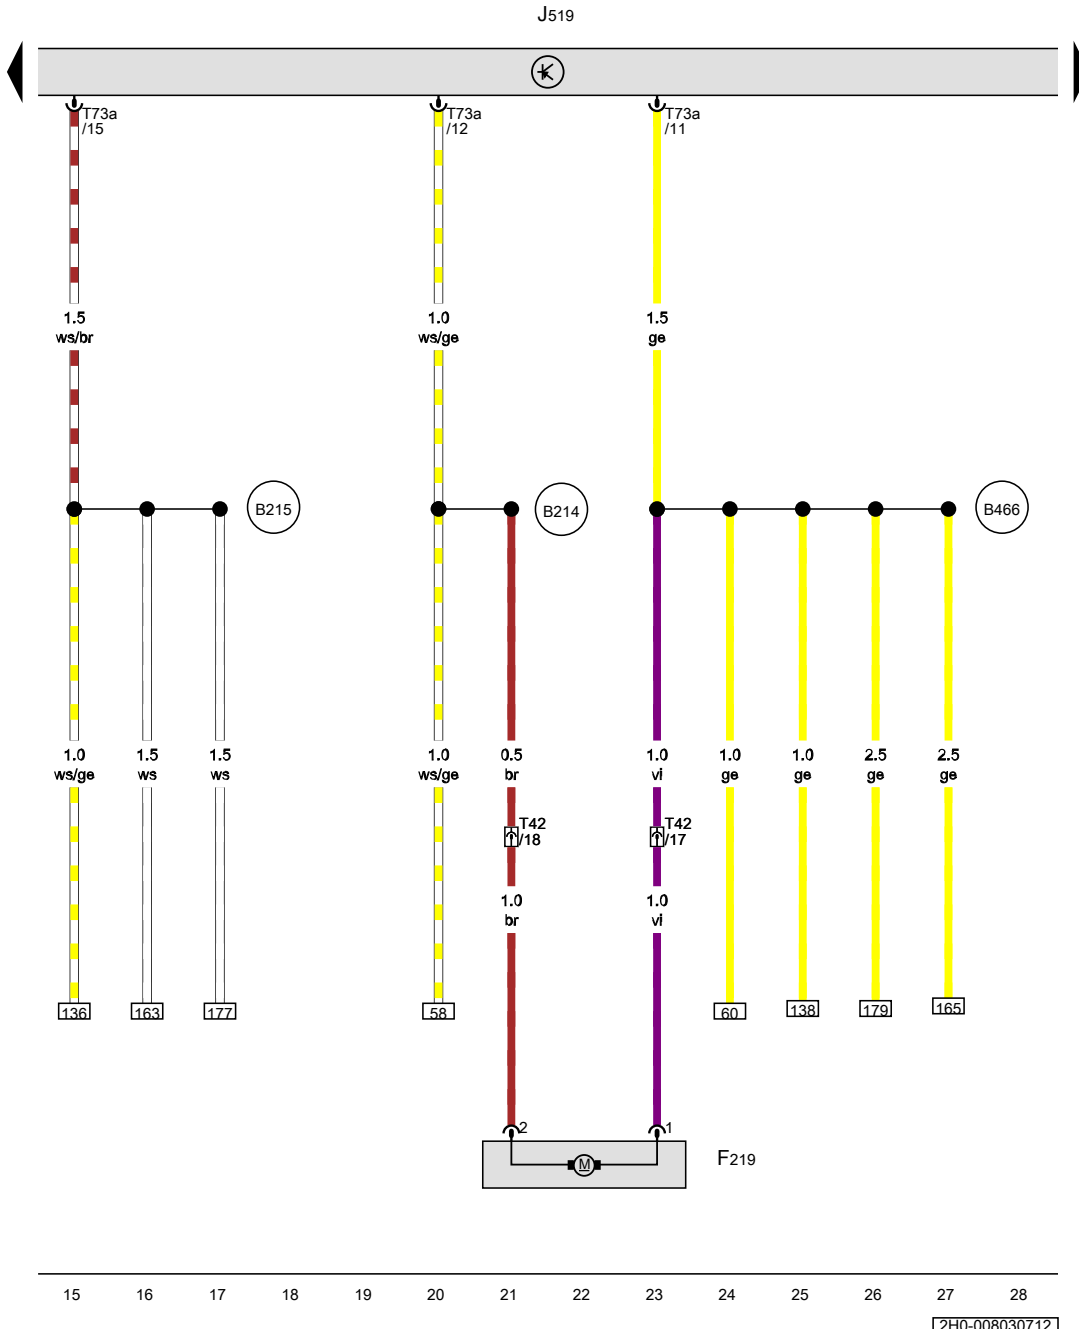 J519
T73a
/15
T73a
/12
T73a
/11
1.5
ws/br
1.0
ws/ge
1.5
ge
B215
B214
B466
1.0
ws/ge
1.5
ws
1.5
ws
1.0
ws/ge
0.5
br
1.0
vi
1.0
ge
1.0
ge
2.5
ge
2.5
ge
T42
/18
T42
/17
1.0
br
1.0
vi
136
163
177
58
60
138
179
165
2
1
M
F219
15 16 17 18 19 20 21 22 23 24 25 26 27 28
2H0-008030712